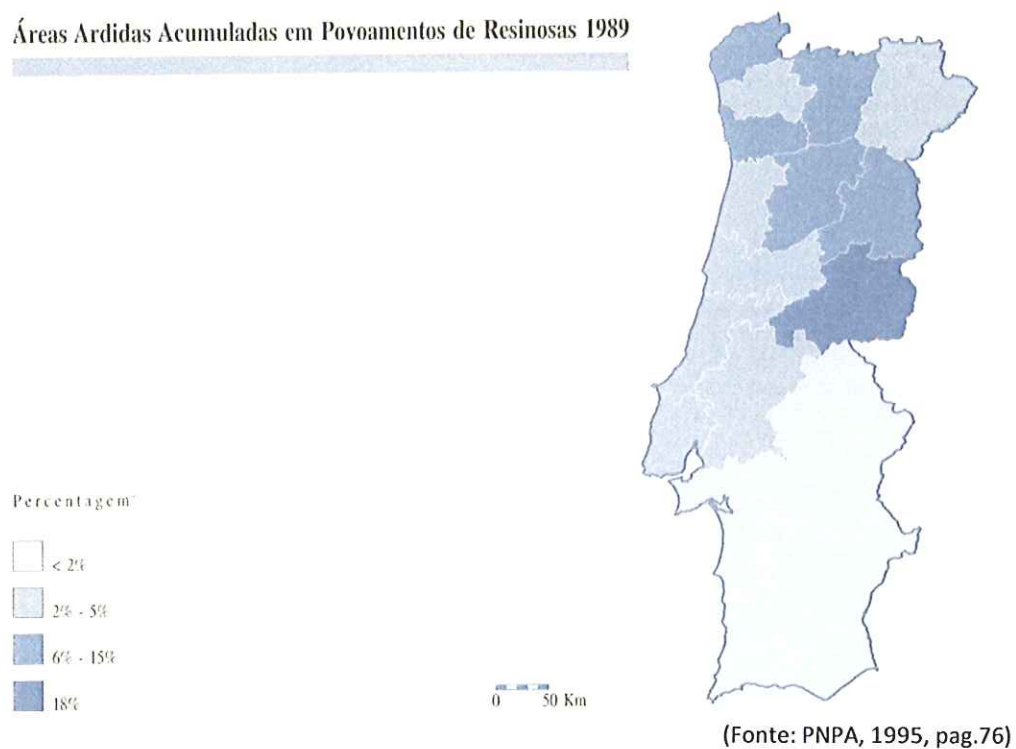 Áreas Ardidas Acumuladas em Povoamentos de Resinosas 1989
Percentagem
< 2%
2% - 5%
6% - 15%
18%
0 50 Km
(Fonte: PNPA, 1995, pag.76)